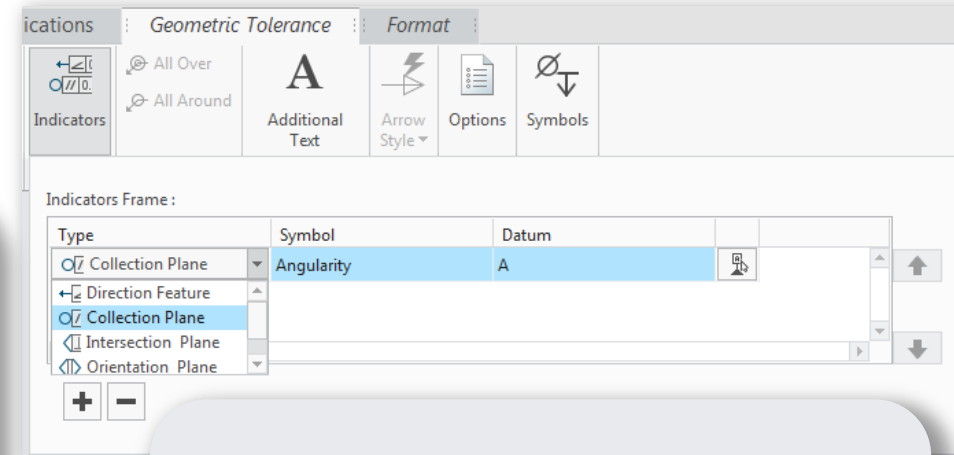 ications Geometric Tolerance Format
All Over
All Around
Indicators
Additional
Text
Arrow
Style
Options
Symbols
Indicators Frame :
Type Symbol Datum
Collection Plane Angularity A
Direction Feature
Collection Plane
Intersection Plane
Orientation Plane